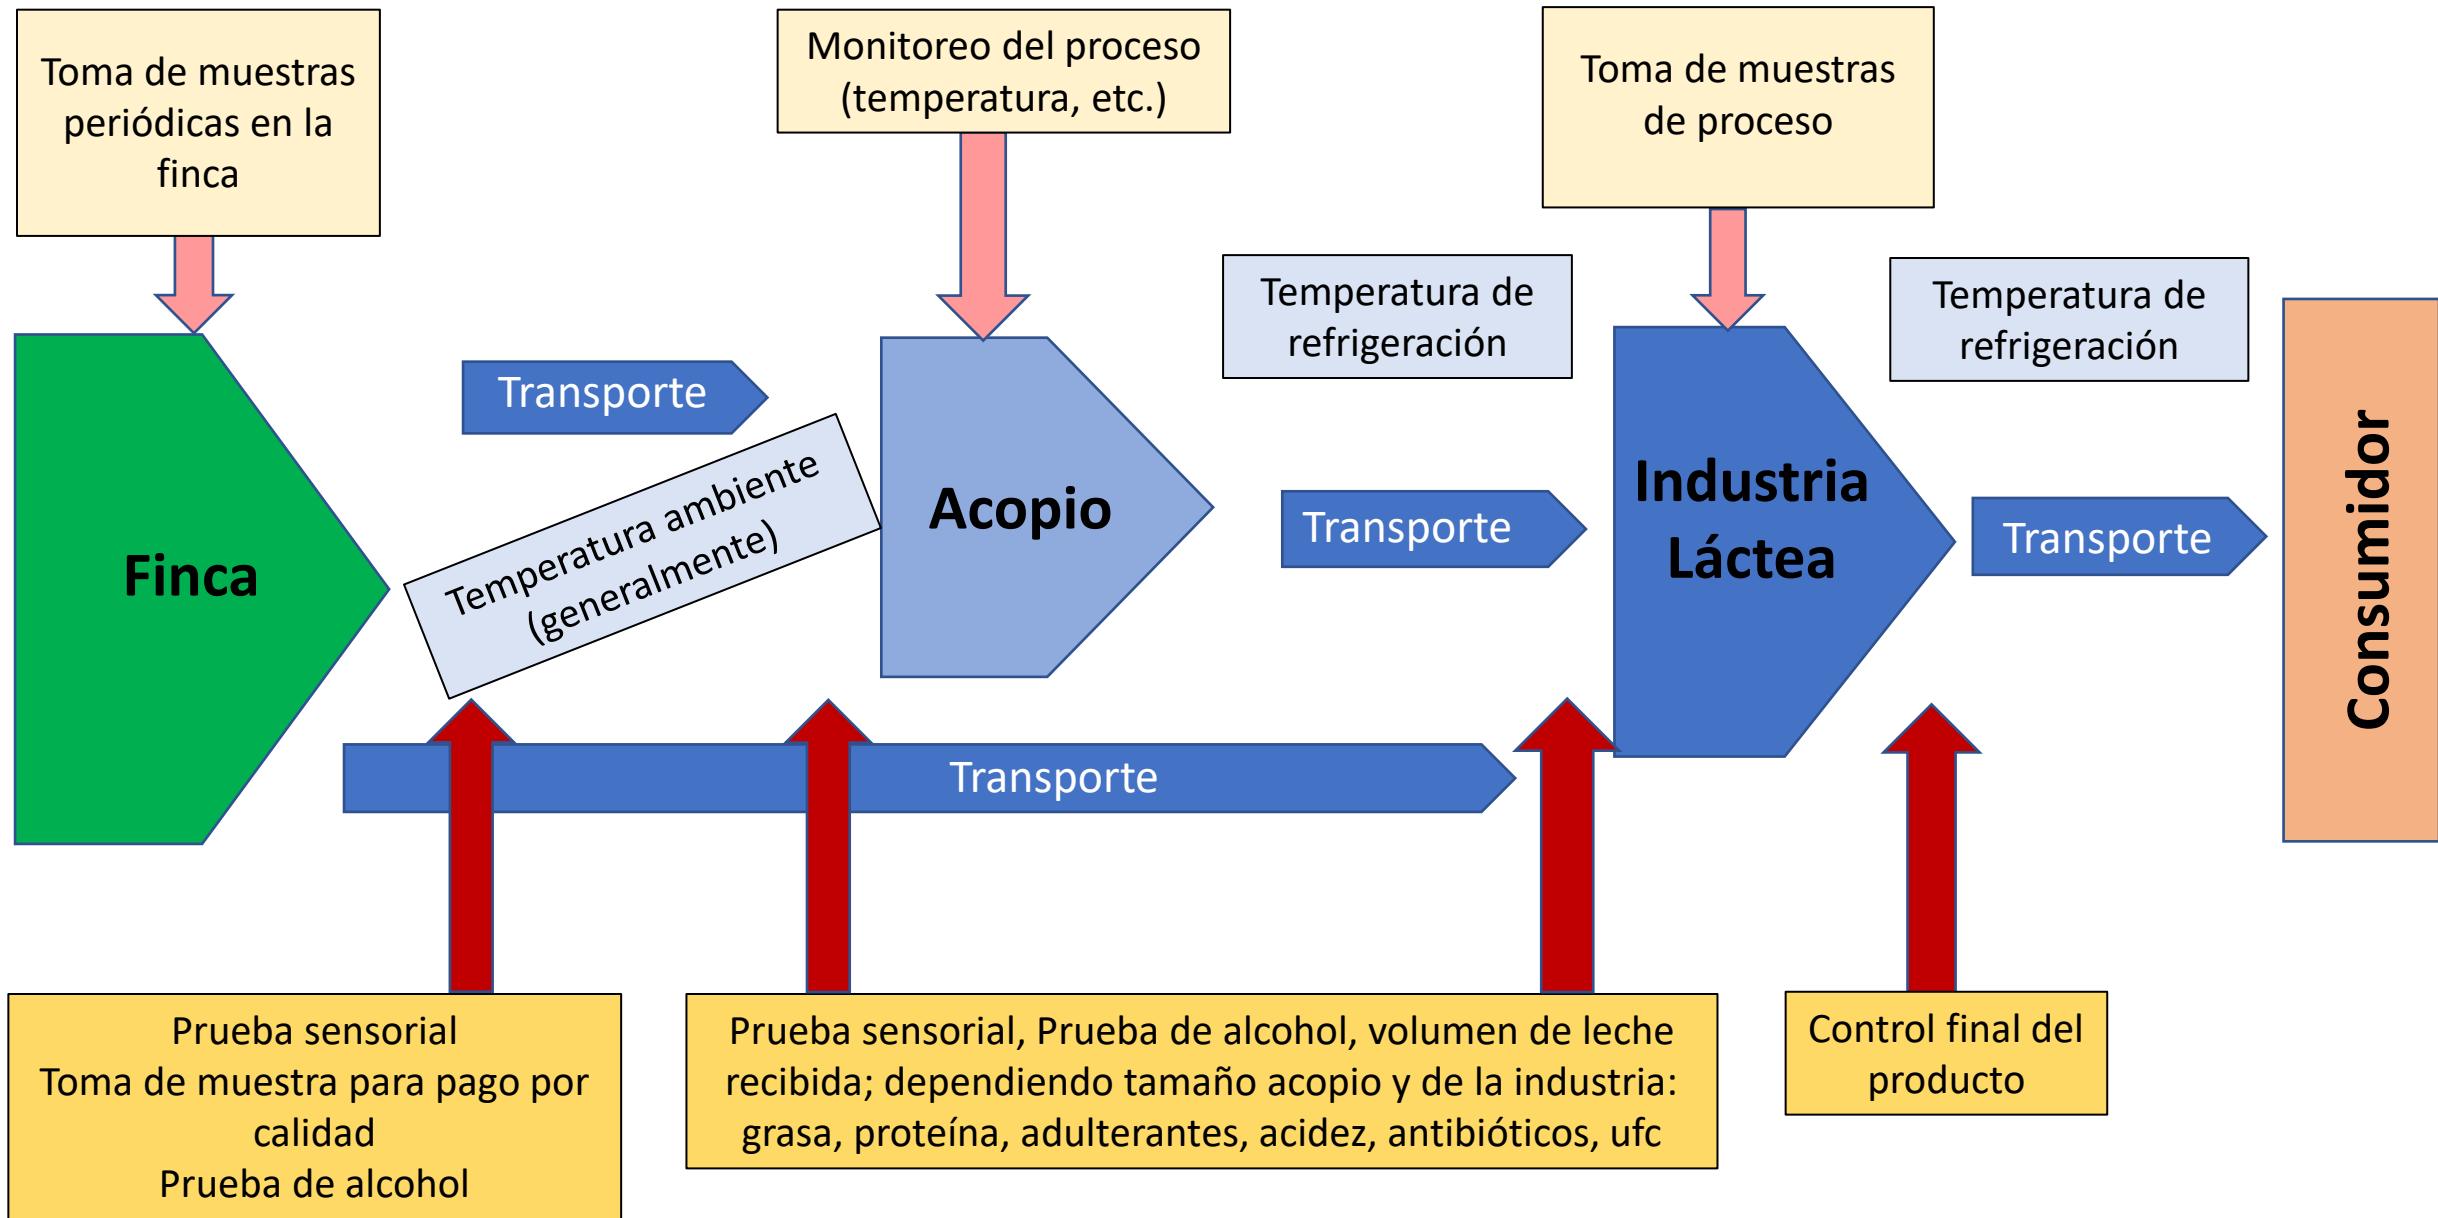 Toma de muestras
periódicas en la
finca
Monitoreo del proceso
(temperatura, etc.)
Toma de muestras
de proceso
Temperatura de
refrigeración
Temperatura de
refrigeración
Transporte
Temperatura ambiente
(generalmente)
Finca
Acopio
Transporte
Industria
Láctea
Transporte
Consumidor
Transporte
Prueba sensorial
Toma de muestra para pago por
calidad
Prueba de alcohol
Prueba sensorial, Prueba de alcohol, volumen de leche
recibida; dependiendo tamaño acopio y de la industria:
grasa, proteína, adulterantes, acidez, antibióticos, ufc
Control final del
producto